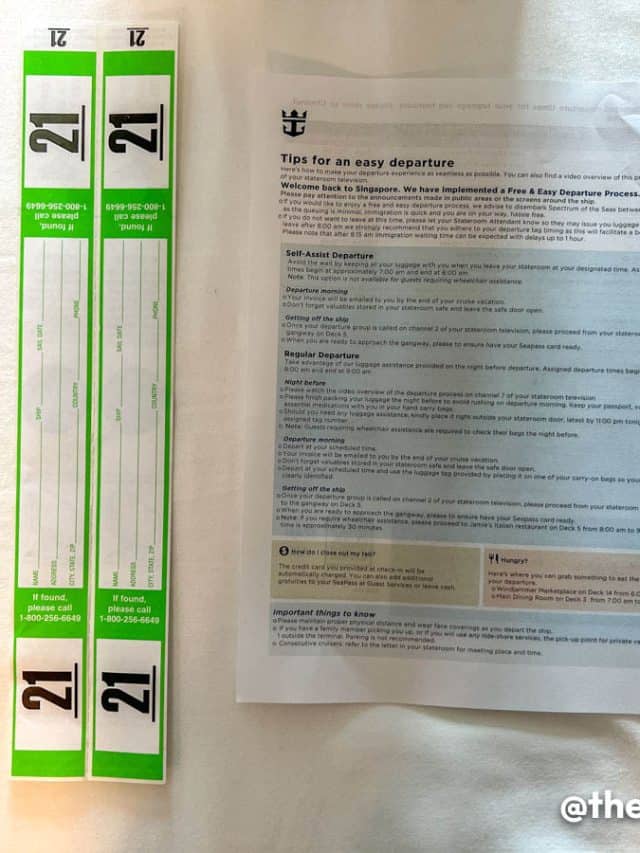 21
21
21
21
If found,
please call
1-800-256-6649
If found,
please call
1-800-256-6649
SHIP
SAIL DATE
COUNTRY
PHONE
SHIP
SAIL DATE
COUNTRY
PHONE
NAME
ADDRESS
CITY, STATE, ZIP
NAME
ADDRESS
CITY, STATE, ZIP
If found,
please call
1-800-256-6649
If found,
please call
1-800-256-6649
21
21
Tips for an easy departure
Here's how to make your departure experience as seamless as possible. You can also find a video overview of this
of your stateroom television.
Welcome back to Singapore. We have implemented a Free & Easy Departure Process.
Please pay attention to the announcements made in public areas or the screens around the ship.
If you would like to enjoy a free and easy departure process, we advise to disembark Spectrum of the Seas
as the queuing is minimal, immigration is quick and you are on your way, hassle free.
If you do not want to leave at this time, please let your Stateroom Attendant know so they may issue you luggage
leave after 8:00 am we strongly recommend that you adhere to your departure tag timing as this will facilitate a
Please note that after 8:15 am immigration waiting time can be expected with delays up to 1 hour.
Self-Assist Departure
Avoid the wait by keeping all your luggage with you when you leave your stateroom at your designated time.
times begin at approximately 7:00 am and end at 8:00 am.
Note: This option is not available for guests requiring wheelchair assistance.
Departure morning
Your invoice will be emailed to you by the end of your cruise vacation.
Don't forget valuables stored in your stateroom safe and leave the safe door open.
Getting off the ship
Once your departure group is called on channel 2 of your stateroom television, please proceed from your
gangway on Deck 5.
When you are ready to approach the gangway, please to ensure have your Seapass card ready.
Regular Departure
Take advantage of our luggage assistance provided on the night before departure. Assigned departure times
8:00 am and end at 9:00 am.
Night before
Please watch the video overview of the departure process on channel 7 of your stateroom television
Please finish packing your luggage the night before to avoid rushing on departure morning. Keep your passport,
essential medications with you in your hand carry bags.
Should you need any luggage assistance, kindly place it right outside your stateroom door, latest by 11:00 pm
assigned tag number.
Note: Guests requiring wheelchair assistance are required to check their bags the night before.
Departure morning
Depart at your scheduled time.
Your invoice will be emailed to you by the end of your cruise vacation.
Don't forget valuables stored in your stateroom safe and leave the safe door open.
Depart at your scheduled time and use the luggage tag provided by placing it on one of your carry-on bags so
clearly identified.
Getting off the ship
Once your departure group is called on channel 2 of your stateroom television, please proceed from your stateroom
to the gangway on Deck 5.
When you are ready to approach the gangway, please to ensure have your Seapass card ready.
Note: If you require wheelchair assistance, please proceed to Jamie's Italian restaurant on Deck 5 from 8:00 am to
time is approximately 30 minutes
$ How do I close out my tab?
The credit card you provided at check-in will be
automatically charged. You can also add additional
gratuities to your SeaPass at Guest Services or leave cash.
Hungry?
Here's where you can grab something to eat
your departure.
Windjammer Marketplace on Deck 14 from
Main Dining Room on Deck 3 from 7:00 am
Important things to know
Please maintain proper physical distance and wear face coverings as you depart the ship.
If you have a family member picking you up, or if you will use any ride-share services, the pick-up point for private
outside the terminal. Parking is not recommended.
Consecutive cruisers: refer to the letter in your stateroom for meeting place and time.
@the